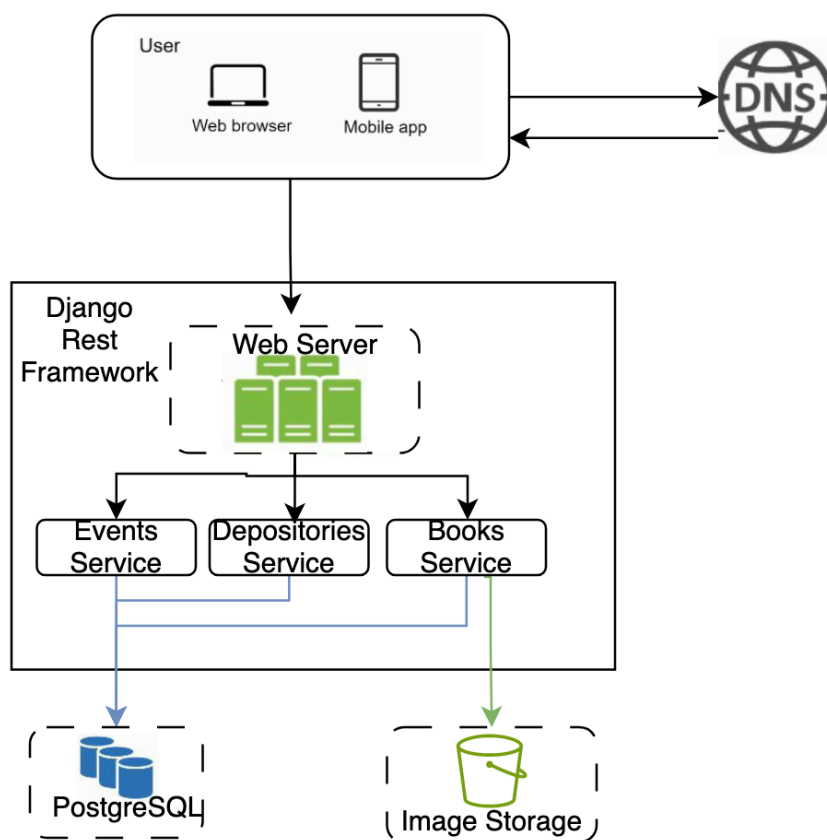 User
Web browser
Mobile app
DNS
Django
Rest
Framework
Web Server
Events
Service
Depositories
Service
Books
Service
PostgreSQL
Image Storage